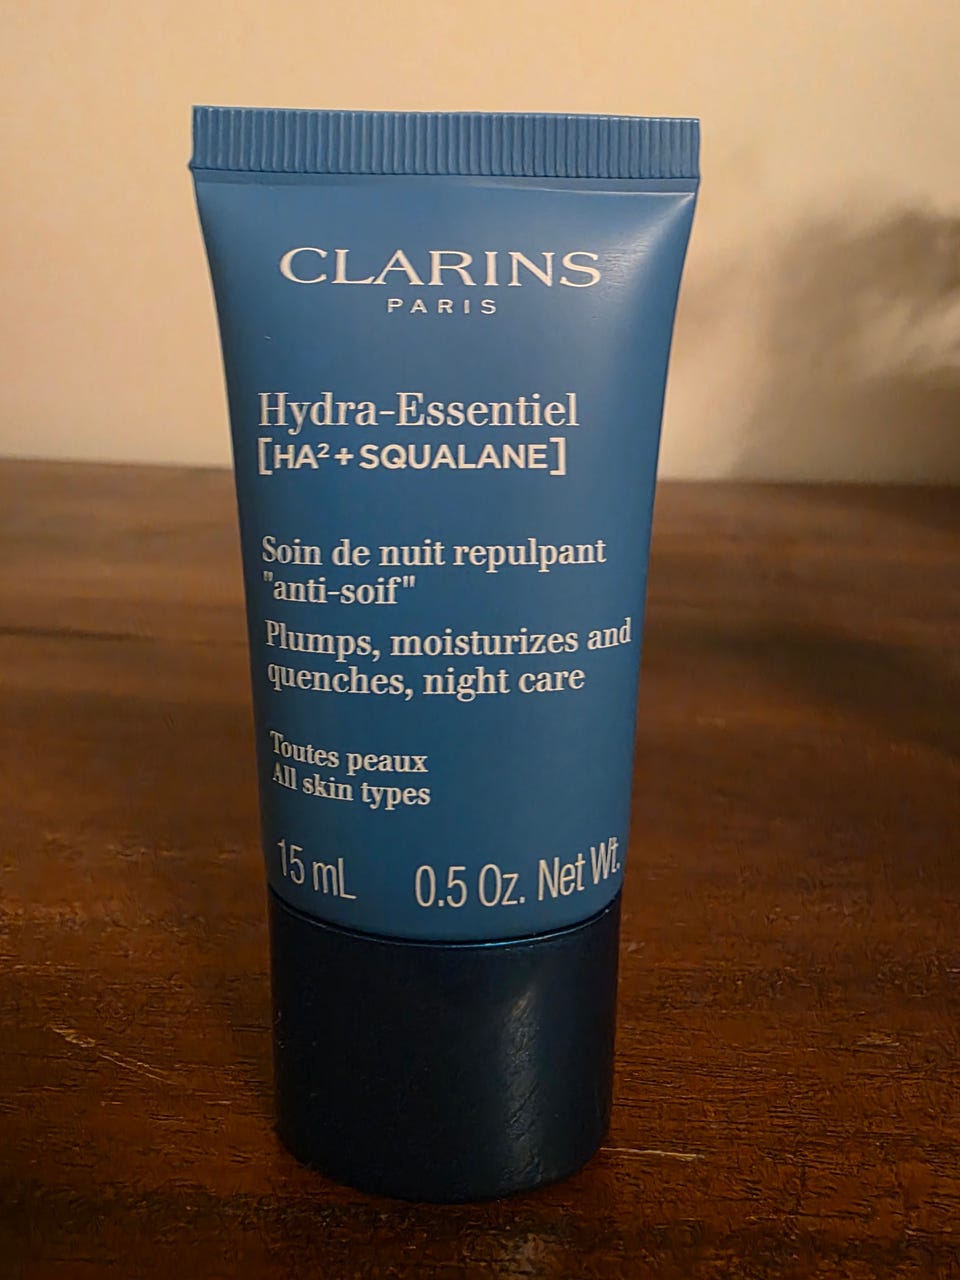 CLARINS
PARIS
Hydra-Essentiel
[HA²+SQUALANE]
Soin de nuit repulpant
"anti-soif"
Plumps, moisturizes and
quenches, night care
Toutes peaux
All skin types
15 mL 0.5 Oz. Net Wt.